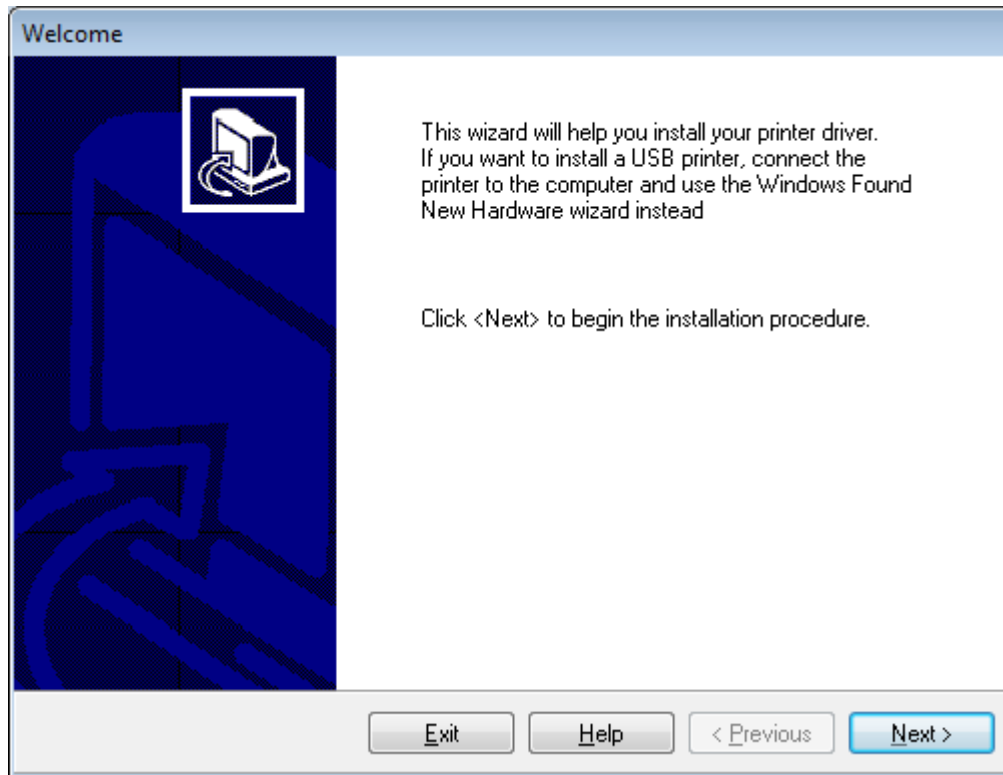 Welcome
This wizard will help you install your printer driver.
If you want to install a USB printer, connect the
printer to the computer and use the Windows Found
New Hardware wizard instead
Click <Next> to begin the installation procedure.
Exit
Help
< Previous
Next >